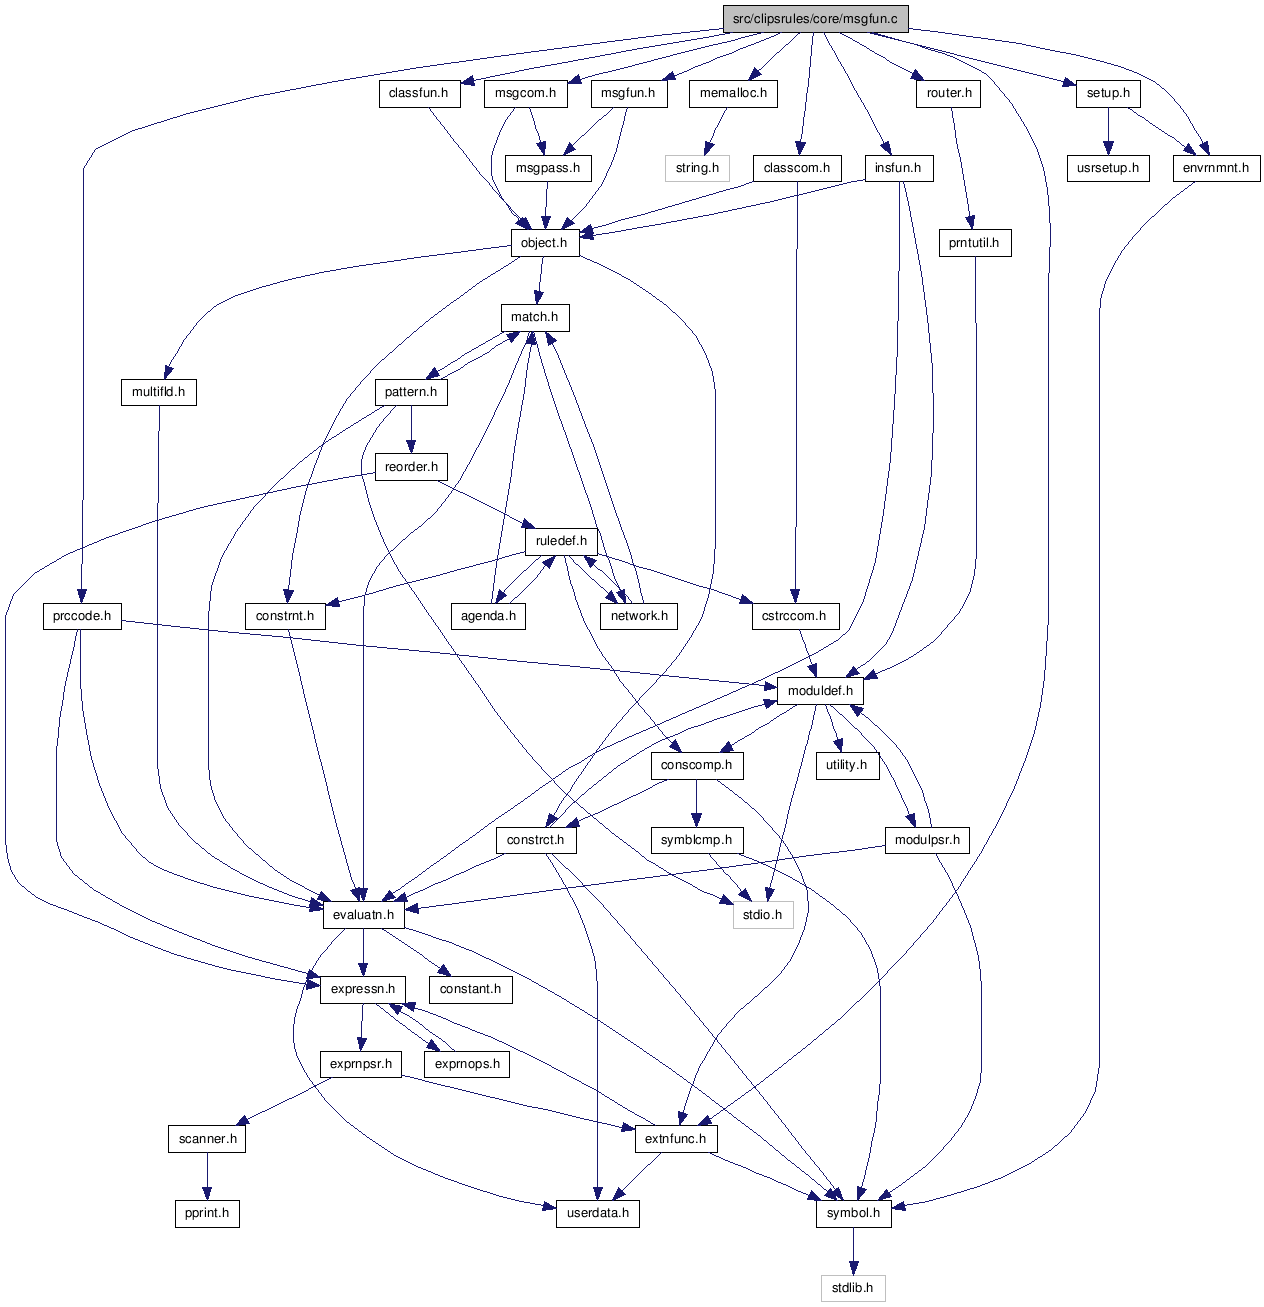 src/clipsrules/core/msgfun.c
classfun.h
msgcom.h
msgfun.h
memalloc.h
router.h
setup.h
msgpass.h
string.h
classcom.h
insfun.h
usrsetup.h
envrnmnt.h
object.h
prntutil.h
match.h
multifld.h
pattern.h
reorder.h
ruledef.h
prccode.h
constrnt.h
agenda.h
network.h
cstrccom.h
moduldef.h
conscomp.h
utility.h
constrct.h
symblcmp.h
modulpsr.h
evaluatn.h
stdio.h
expressn.h
constant.h
exprnpsr.h
exprnops.h
scanner.h
extnfunc.h
pprint.h
userdata.h
symbol.h
stdlib.h